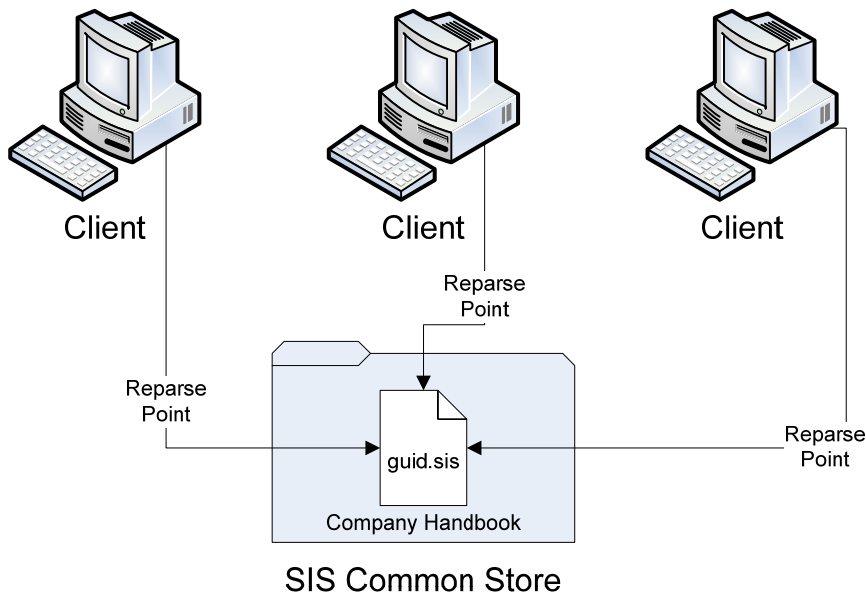 Client
Client
Client
Reparse
Point
Reparse
Point
Reparse
Point
guid.sis
Company Handbook
SIS Common Store